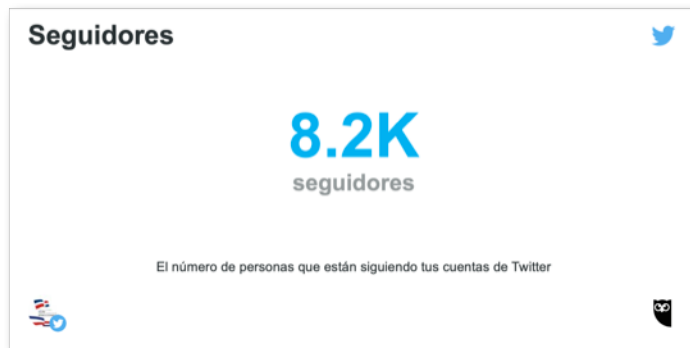 Seguidores
8.2K
seguidores
El número de personas que están siguiendo tus cuentas de Twitter